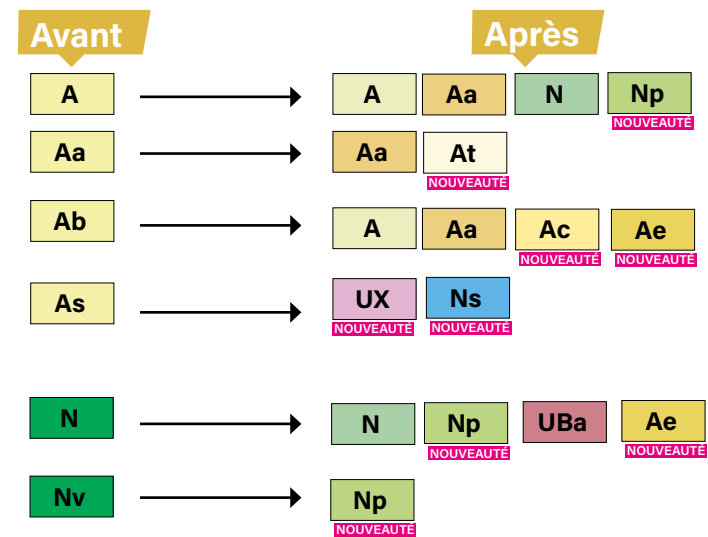 Avant Après
A A Aa N Np
NOUVEAUTÉ
Aa Aa At
NOUVEAUTÉ
Ab A Aa Ac Ae
NOUVEAUTÉ NOUVEAUTÉ
As UX Ns
NOUVEAUTÉ NOUVEAUTÉ
N N Np UBa Ae
NOUVEAUTÉ NOUVEAUTÉ
Nv Np
NOUVEAUTÉ